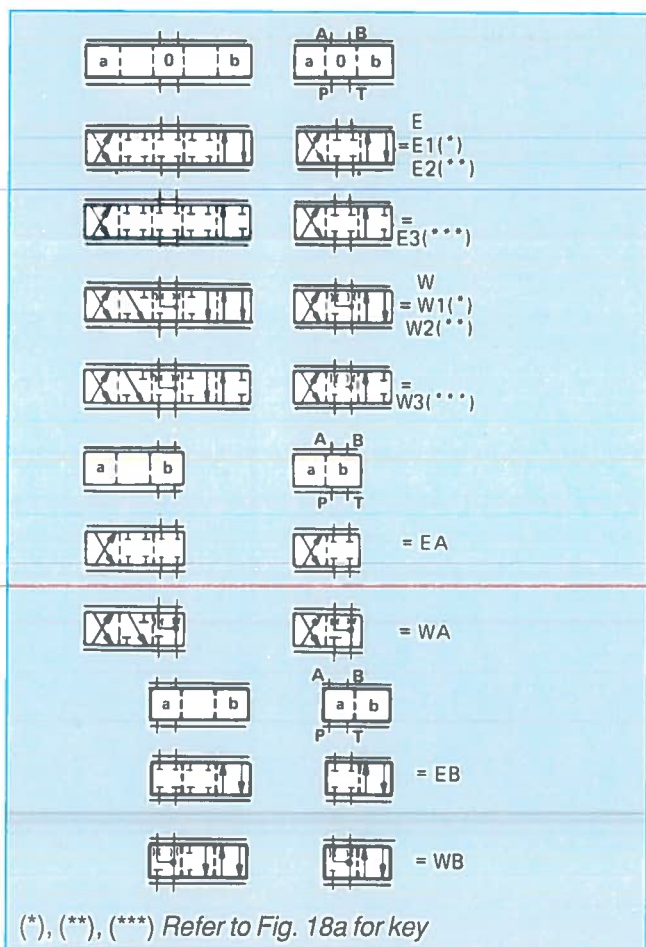 A B
a 0 b a 0 b
P T
E
= E1(*)
E2(**)
=
E3(***)
W
= W1(*)
W2(**)
=
W3(***)
A B
a b a b
P T
= EA
= WA
A B
a b a b
P T
= EB
= WB
(*), (**), (***) Refer to Fig. 18a for key